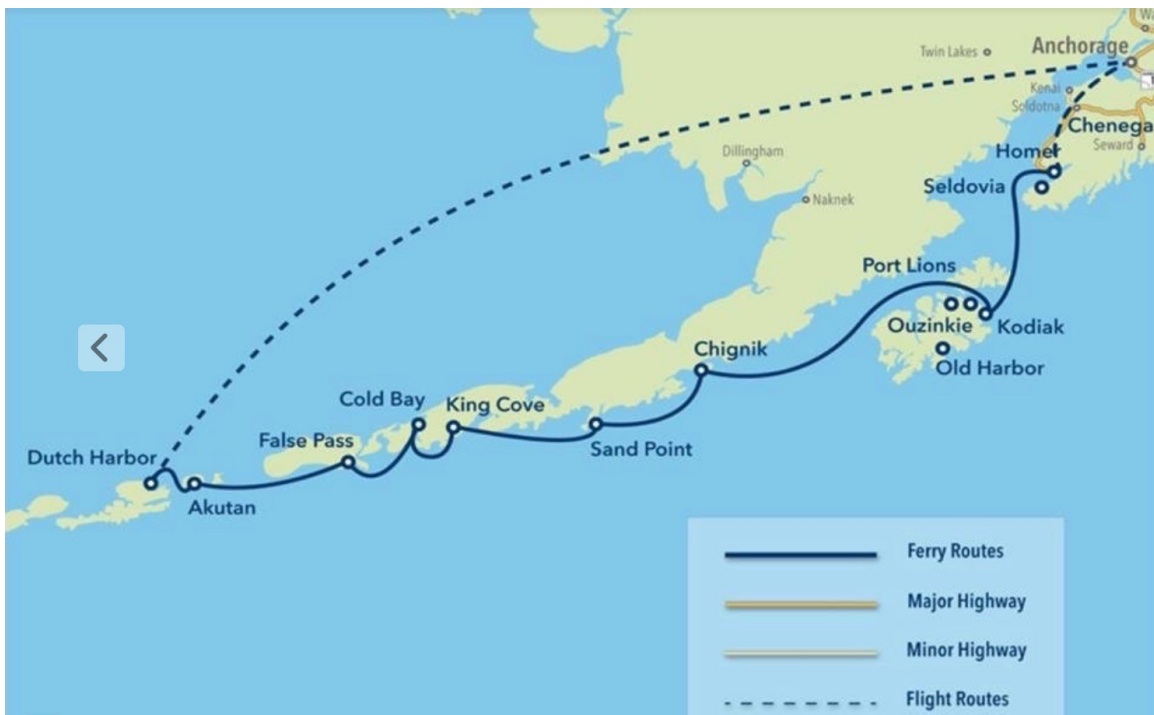 Wa
Anchorage
Twin Lakes
Kenai
Soldotna
Chenega
Homer
Seward
Dillingham
Seldovia
Naknek
Port Lions
Ouzinkie
Kodiak
Chignik
Old Harbor
Cold Bay
King Cove
False Pass
Sand Point
Dutch Harbor
Akutan
Ferry Routes
Major Highway
Minor Highway
Flight Routes